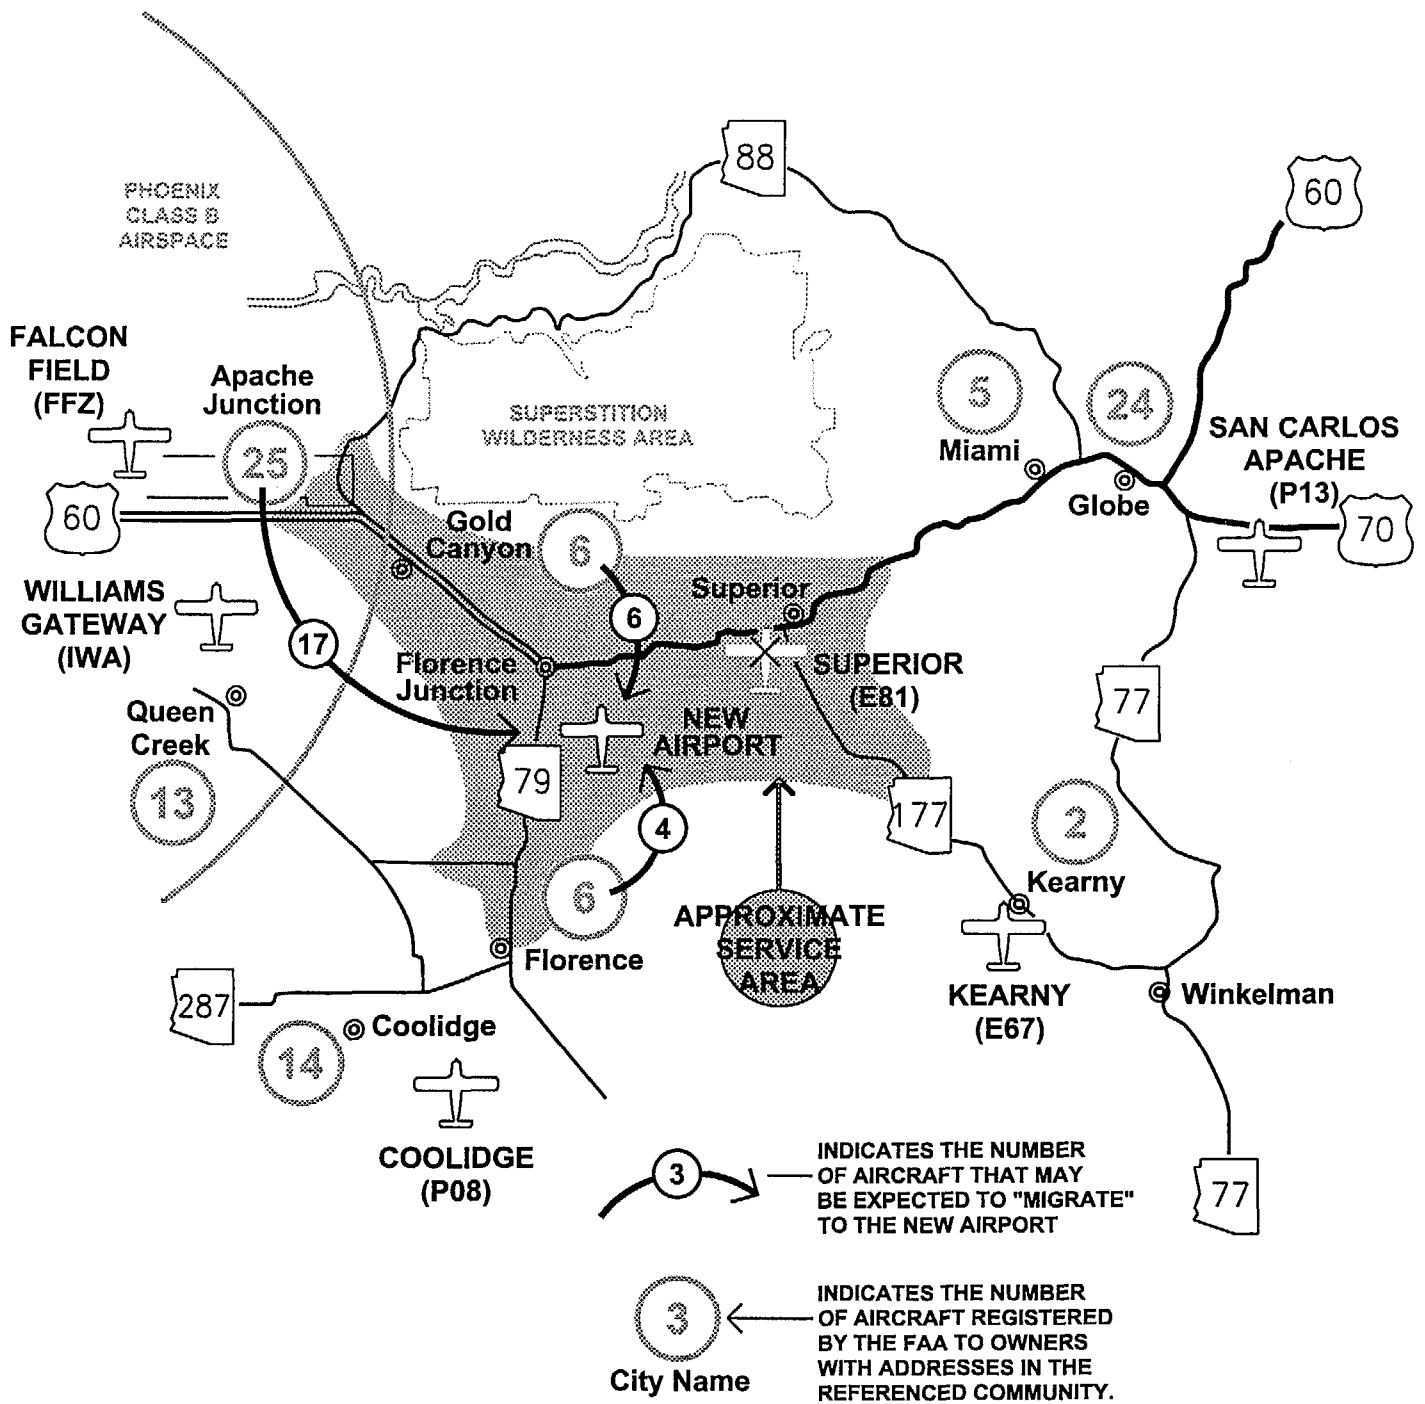 88
60
PHOENIX
CLASS B
AIRSPACE
FALCON
FIELD
(FFZ)
Apache
Junction
25
SUPERSTITION
WILDERNESS AREA
5
Miami
24
Globe
SAN CARLOS
APACHE
(P13)
60
70
Gold
Canyon
6
6
Superior
WILLIAMS
GATEWAY
(IWA)
17
Florence
Junction
SUPERIOR
(E81)
NEW
AIRPORT
77
Queen
Creek
13
79
4
177
2
Kearny
6
APPROXIMATE
SERVICE
AREA
Florence
KEARNY
(E67)
Winkelman
287
14
Coolidge
COOLIDGE
(P08)
77
3
INDICATES THE NUMBER
OF AIRCRAFT THAT MAY
BE EXPECTED TO "MIGRATE"
TO THE NEW AIRPORT
3
City Name
INDICATES THE NUMBER
OF AIRCRAFT REGISTERED
BY THE FAA TO OWNERS
WITH ADDRESSES IN THE
REFERENCED COMMUNITY.